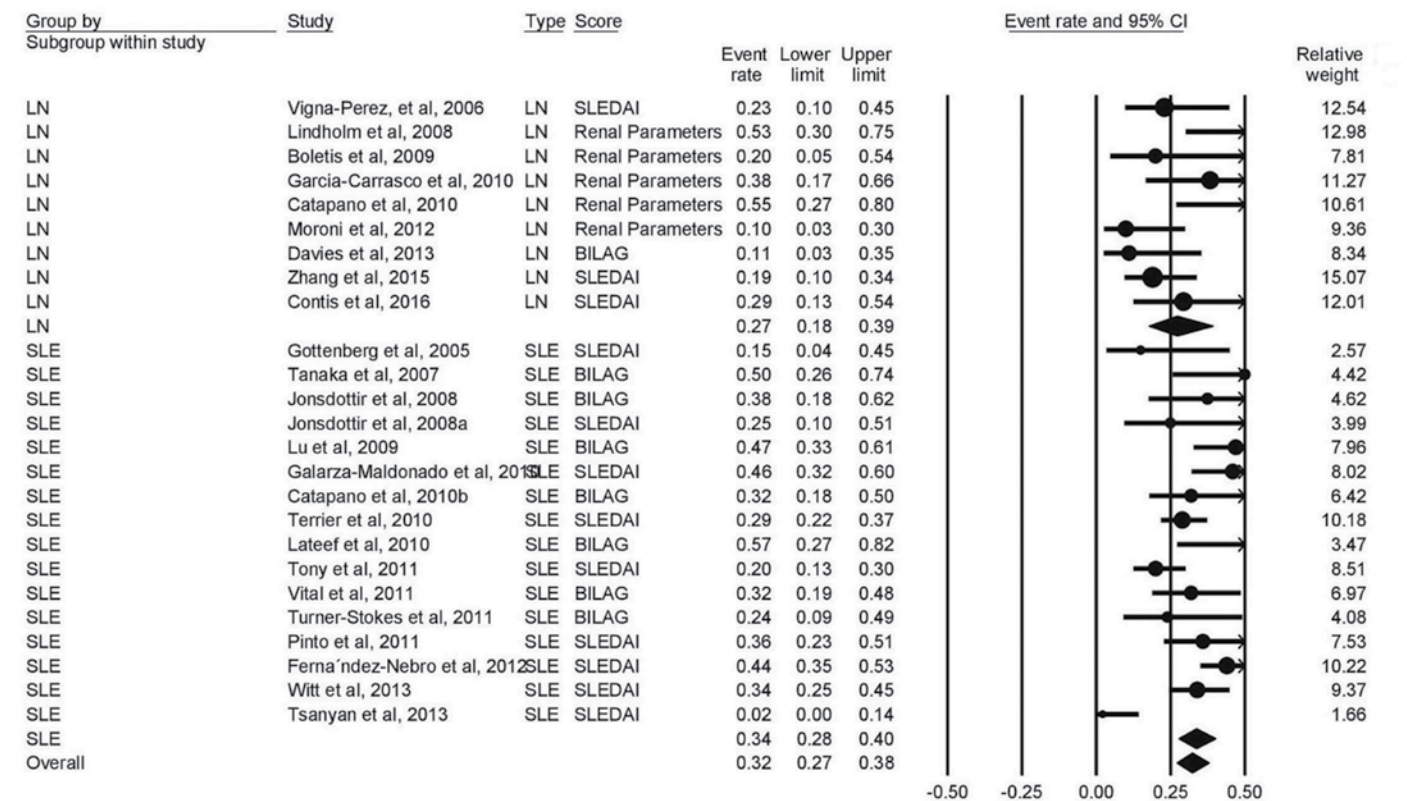 Group by Study Type Score Event rate and 95% CI
Subgroup within study
Event Lower Upper Relative
rate limit limit weight
LN Vigna-Perez, et al, 2006 LN SLEDAI 0.23 0.10 0.45 12.54
LN Lindholm et al, 2008 LN Renal Parameters 0.53 0.30 0.75 12.98
LN Boletis et al, 2009 LN Renal Parameters 0.20 0.05 0.54 7.81
LN Garcia-Carrasco et al, 2010 LN Renal Parameters 0.38 0.17 0.66 11.27
LN Catapano et al, 2010 LN Renal Parameters 0.55 0.27 0.80 10.61
LN Moroni et al, 2012 LN Renal Parameters 0.10 0.03 0.30 9.36
LN Davies et al, 2013 LN BILAG 0.11 0.03 0.35 8.34
LN Zhang et al, 2015 LN SLEDAI 0.19 0.10 0.34 15.07
LN Contis et al, 2016 LN SLEDAI 0.29 0.13 0.54 12.01
LN 0.27 0.18 0.39
SLE Gottenberg et al, 2005 SLE SLEDAI 0.15 0.04 0.45 2.57
SLE Tanaka et al, 2007 SLE BILAG 0.50 0.26 0.74 4.42
SLE Jonsdottir et al, 2008 SLE BILAG 0.38 0.18 0.62 4.62
SLE Jonsdottir et al, 2008a SLE SLEDAI 0.25 0.10 0.51 3.99
SLE Lu et al, 2009 SLE BILAG 0.47 0.33 0.61 7.96
SLE Galarza-Maldonado et al, 2010 SLE SLEDAI 0.46 0.32 0.60 8.02
SLE Catapano et al, 2010b SLE BILAG 0.32 0.18 0.50 6.42
SLE Terrier et al, 2010 SLE SLEDAI 0.29 0.22 0.37 10.18
SLE Lateef et al, 2010 SLE BILAG 0.57 0.27 0.82 3.47
SLE Tony et al, 2011 SLE SLEDAI 0.20 0.13 0.30 8.51
SLE Vital et al, 2011 SLE BILAG 0.32 0.19 0.48 6.97
SLE Turner-Stokes et al, 2011 SLE BILAG 0.24 0.09 0.49 4.08
SLE Pinto et al, 2011 SLE SLEDAI 0.36 0.23 0.51 7.53
SLE Ferna´ndez-Nebro et al, 2012 SLE SLEDAI 0.44 0.35 0.53 10.22
SLE Witt et al, 2013 SLE SLEDAI 0.34 0.25 0.45 9.37
SLE Tsanyan et al, 2013 SLE SLEDAI 0.02 0.00 0.14 1.66
SLE 0.34 0.28 0.40
Overall 0.32 0.27 0.38
-0.50 -0.25 0.00 0.25 0.50